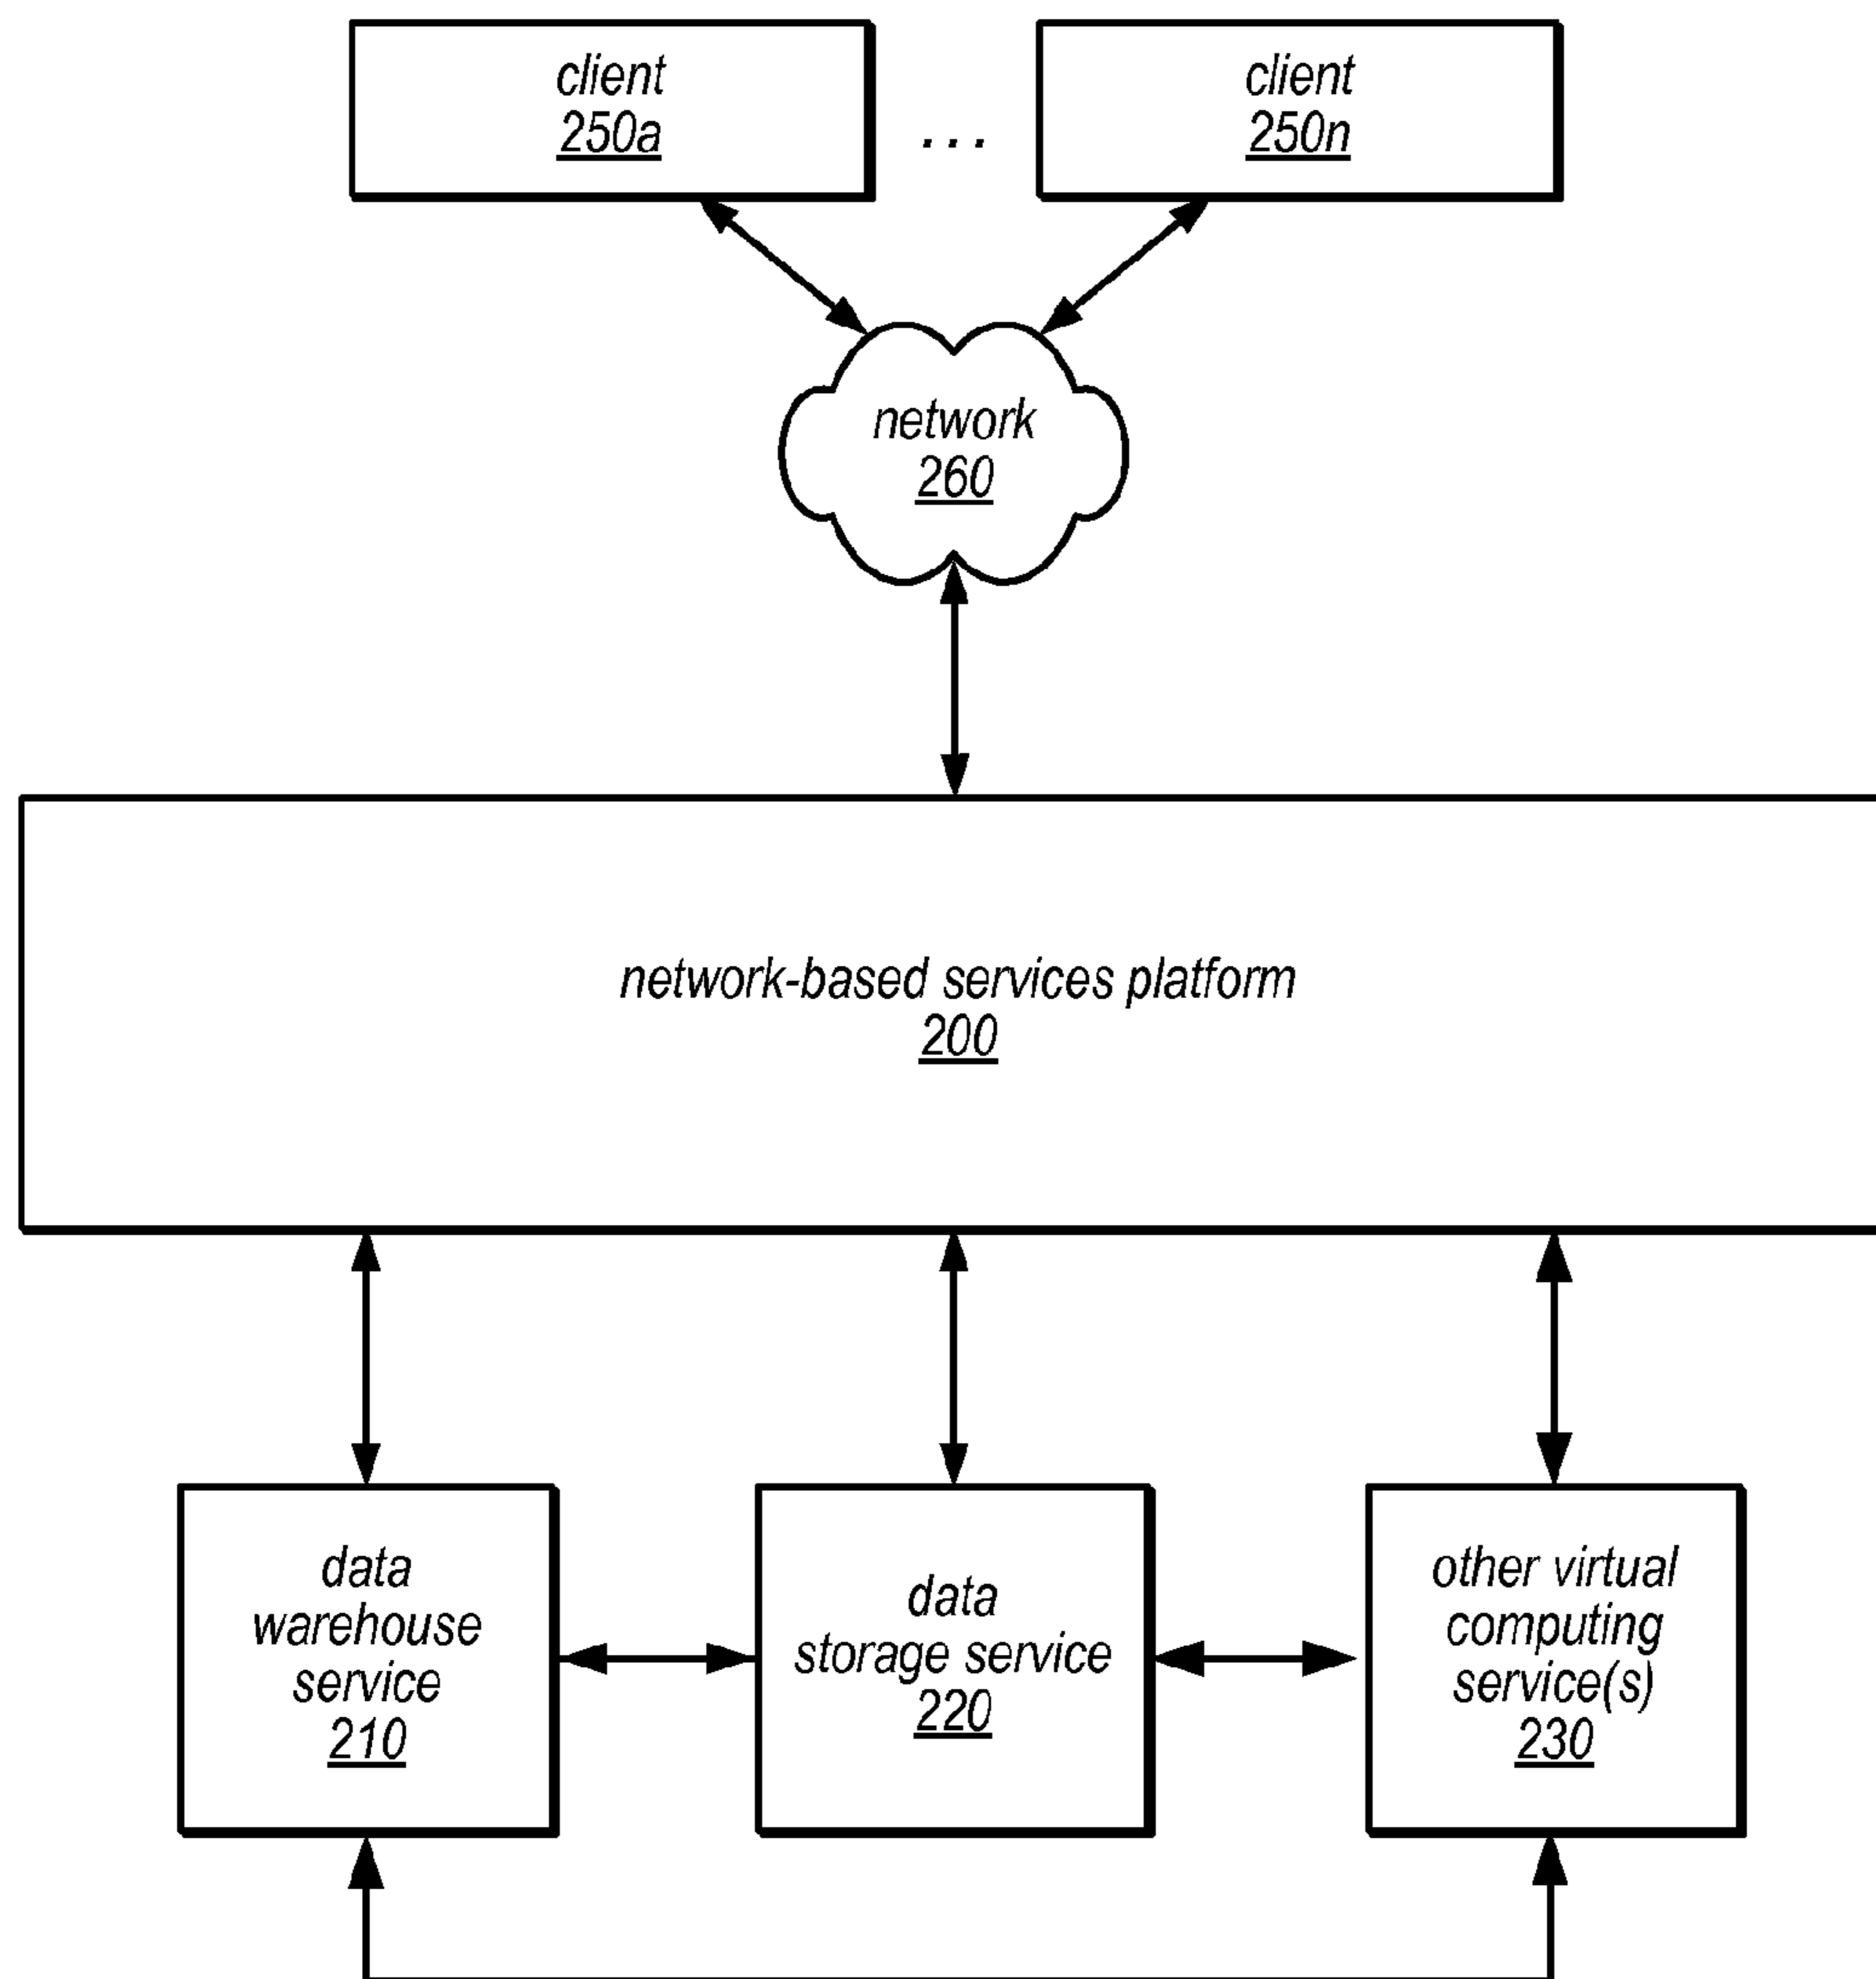 client
250a
...
client
250n
network
260
network-based services platform
200
data
warehouse
service
210
data
storage service
220
other virtual
computing
service(s)
230